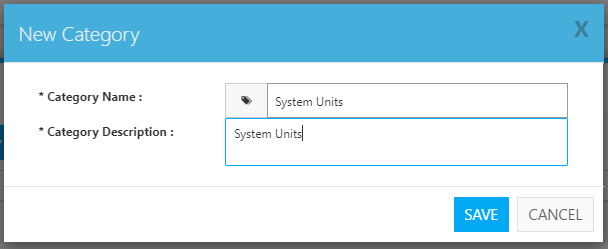 New Category
X
* Category Name :
System Units
* Category Description :
System Units
SAVE
CANCEL